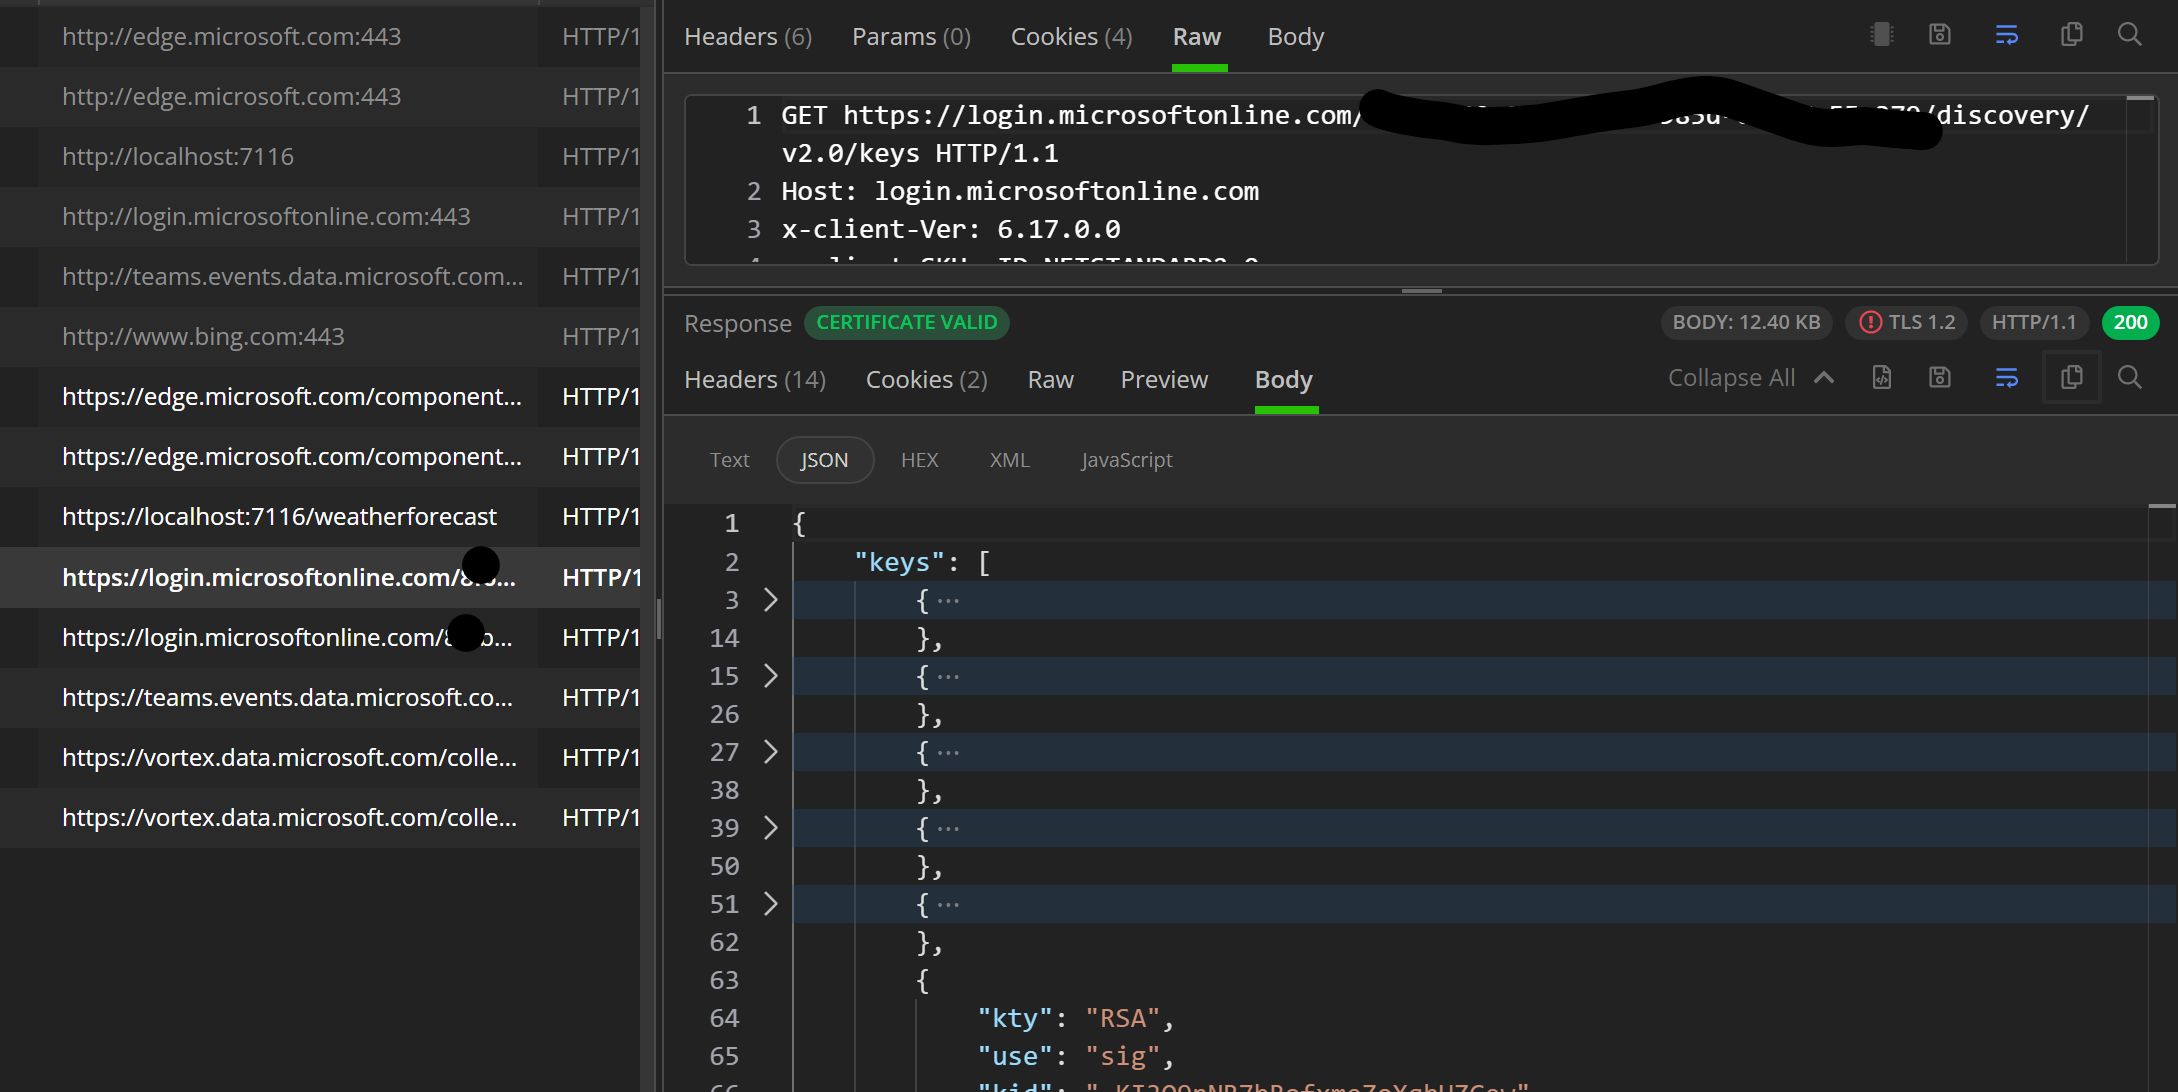 http://edge.microsoft.com:443 HTTP/1
http://edge.microsoft.com:443 HTTP/1
http://localhost:7116 HTTP/1
http://login.microsoftonline.com:443 HTTP/1
http://teams.events.data.microsoft.com... HTTP/1
http://www.bing.com:443 HTTP/1
https://edge.microsoft.com/component... HTTP/1
https://edge.microsoft.com/component... HTTP/1
https://localhost:7116/weatherforecast HTTP/1
https://login.microsoftonline.com/ HTTP/1
https://login.microsoftonline.com/ HTTP/1
https://teams.events.data.microsoft.co... HTTP/1
https://vortex.data.microsoft.com/colle... HTTP/1
https://vortex.data.microsoft.com/colle... HTTP/1
Headers (6) Params (0) Cookies (4) Raw Body
1 GET https://login.microsoftonline.com/ /discovery/
v2.0/keys HTTP/1.1
2 Host: login.microsoftonline.com
3 x-client-Ver: 6.17.0.0
Response CERTIFICATE VALID BODY: 12.40 KB TLS 1.2 HTTP/1.1 200
Headers (14) Cookies (2) Raw Preview Body Collapse All
Text JSON HEX XML JavaScript
1 {
2 "keys": [
3 { ...
14 },
15 { ...
26 },
27 { ...
38 },
39 { ...
50 },
51 { ...
62 },
63 {
64 "kty": "RSA",
65 "use": "sig",